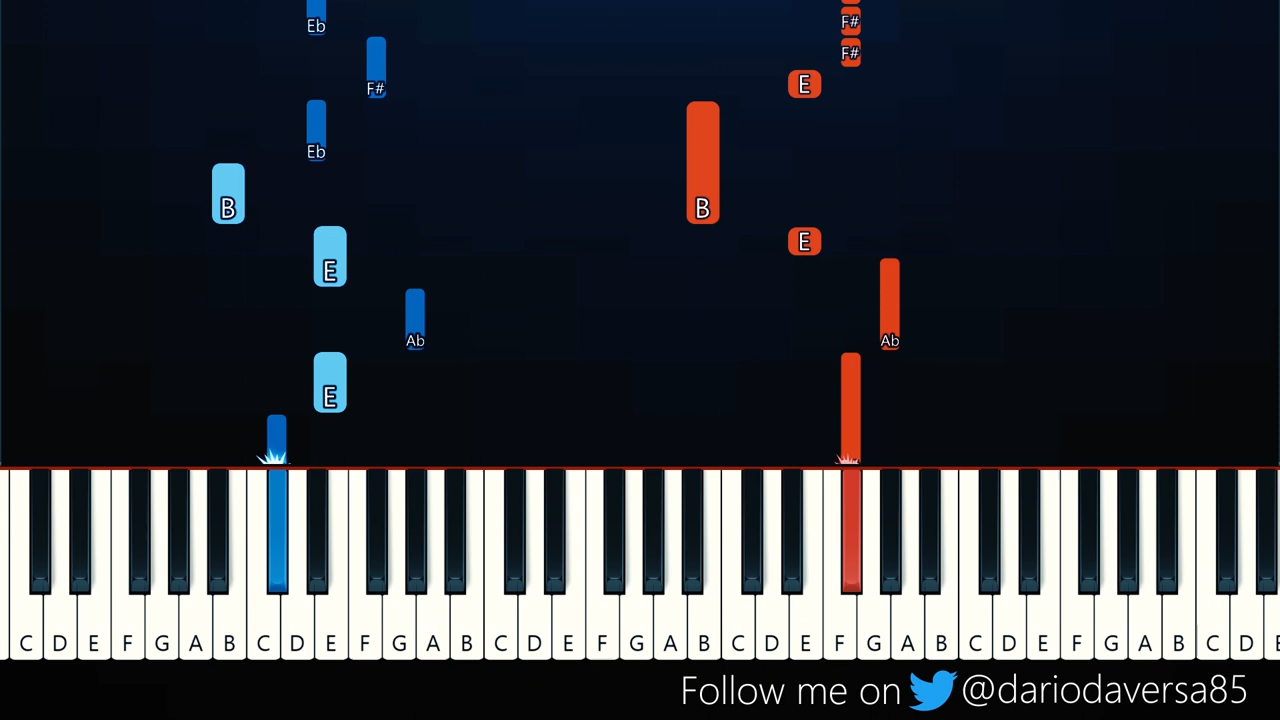 Eb F#
F#
F# E
Eb
B B
E E
Ab Ab
E
C D E F G A B C D E F G A B C D E F G A B C D E F G A B C D E F G A B C D
Follow me on @dariodaversa85